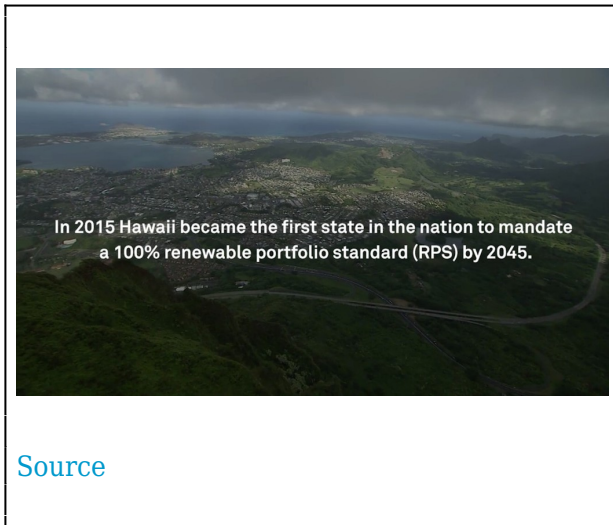 In 2015 Hawaii became the first state in the nation to mandate
a 100% renewable portfolio standard (RPS) by 2045.
Source